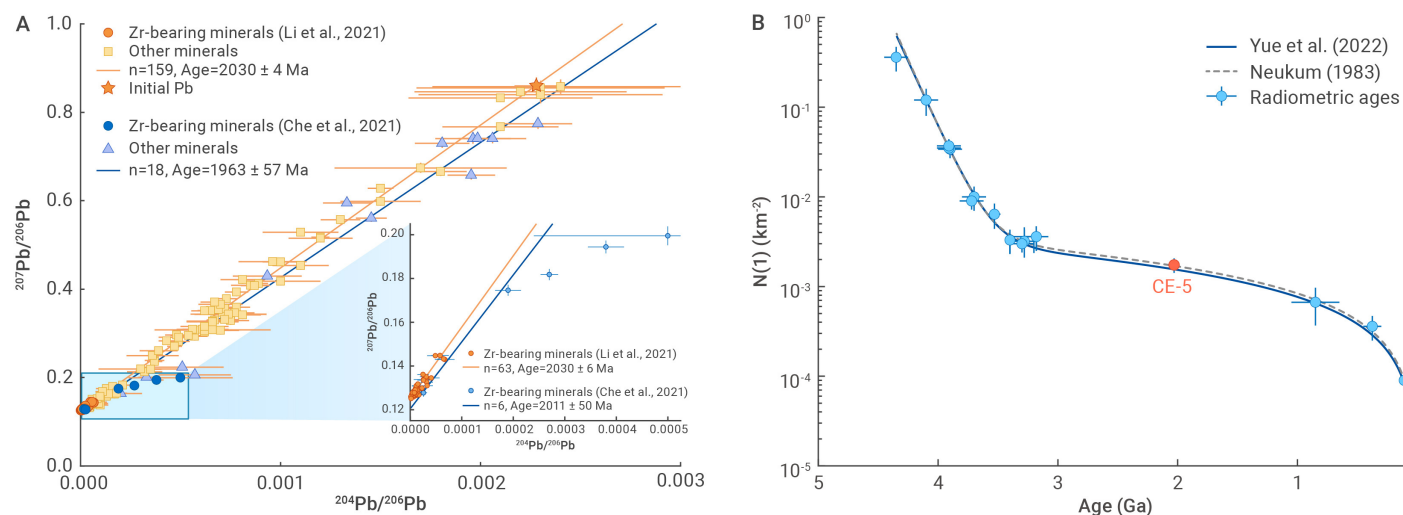 A
Zr-bearing minerals (Li et al., 2021)
Other minerals
n=159, Age=2030 ± 4 Ma
Initial Pb
Zr-bearing minerals (Che et al., 2021)
Other minerals
n=18, Age=1963 ± 57 Ma
1.0
0.8
0.6
0.4
0.2
0.0
²⁰⁷Pb/²⁰⁶Pb
0.000
0.001
0.002
0.003
²⁰⁴Pb/²⁰⁶Pb
0.20
0.18
0.16
0.14
0.12
²⁰⁷Pb/²⁰⁶Pb
Zr-bearing minerals (Li et al., 2021)
n=63, Age=2030 ± 6 Ma
Zr-bearing minerals (Che et al., 2021)
n=6, Age=2011 ± 50 Ma
0.0000
0.0001
0.0002
0.0003
0.0004
0.0005
²⁰⁴Pb/²⁰⁶Pb
B
Yue et al. (2022)
Neukum (1983)
Radiometric ages
CE-5
10⁰
10⁻¹
10⁻²
10⁻³
10⁻⁴
10⁻⁵
N(1) (km⁻²)
5
4
3
2
1
Age (Ga)